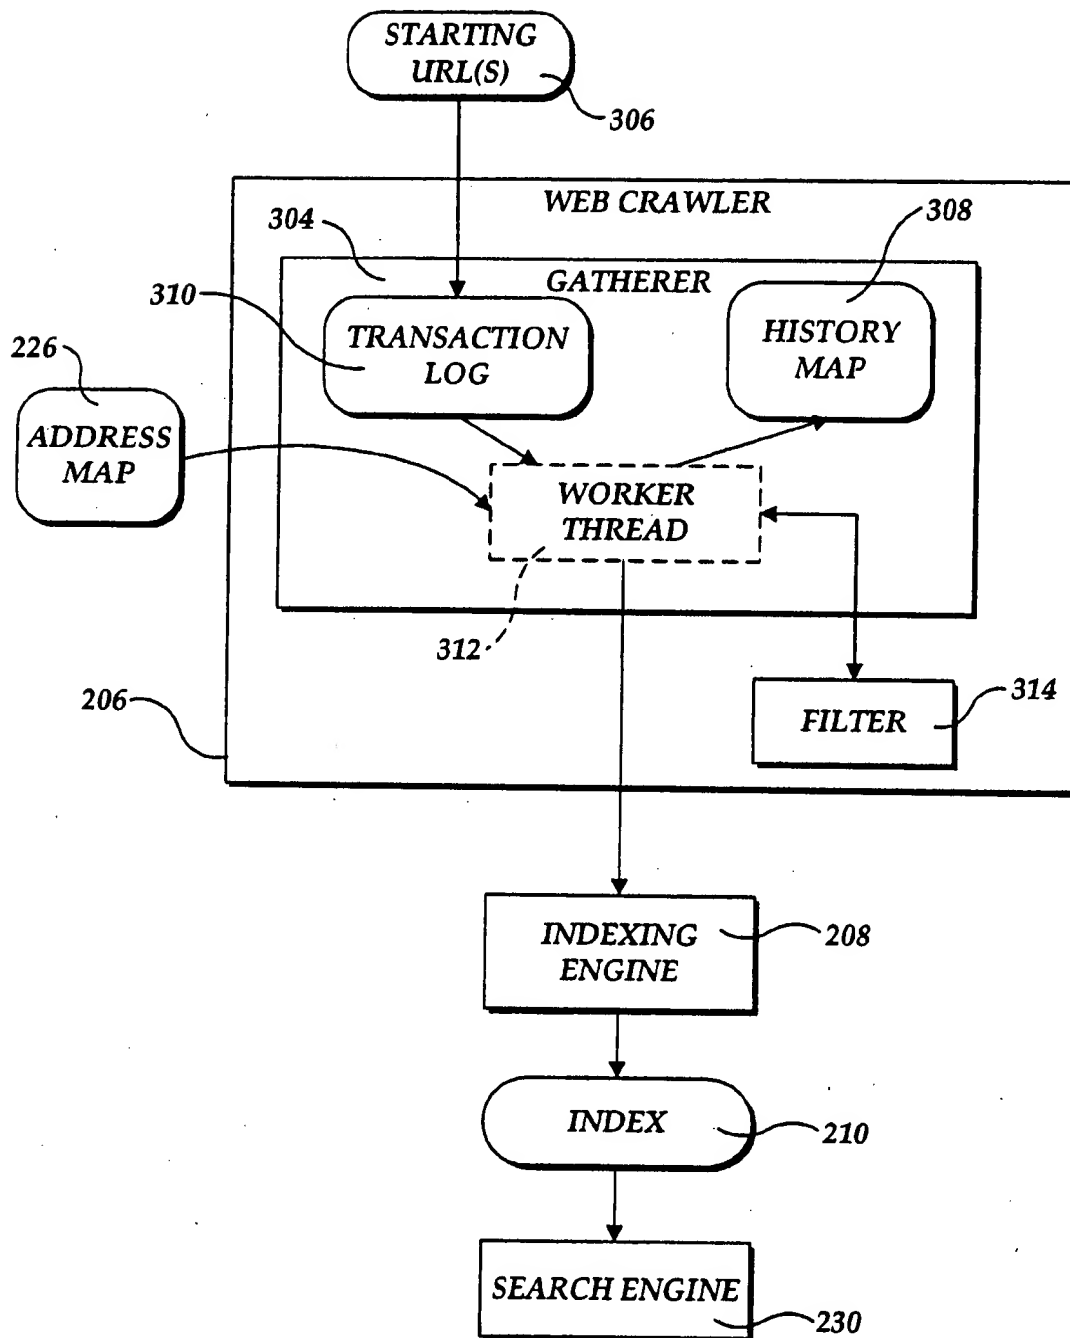 STARTING
URL(S)
306
WEB CRAWLER
304
308
GATHERER
310
TRANSACTION
LOG
HISTORY
MAP
226
ADDRESS
MAP
WORKER
THREAD
312
206
314
FILTER
INDEXING
ENGINE
208
INDEX
210
SEARCH ENGINE
230